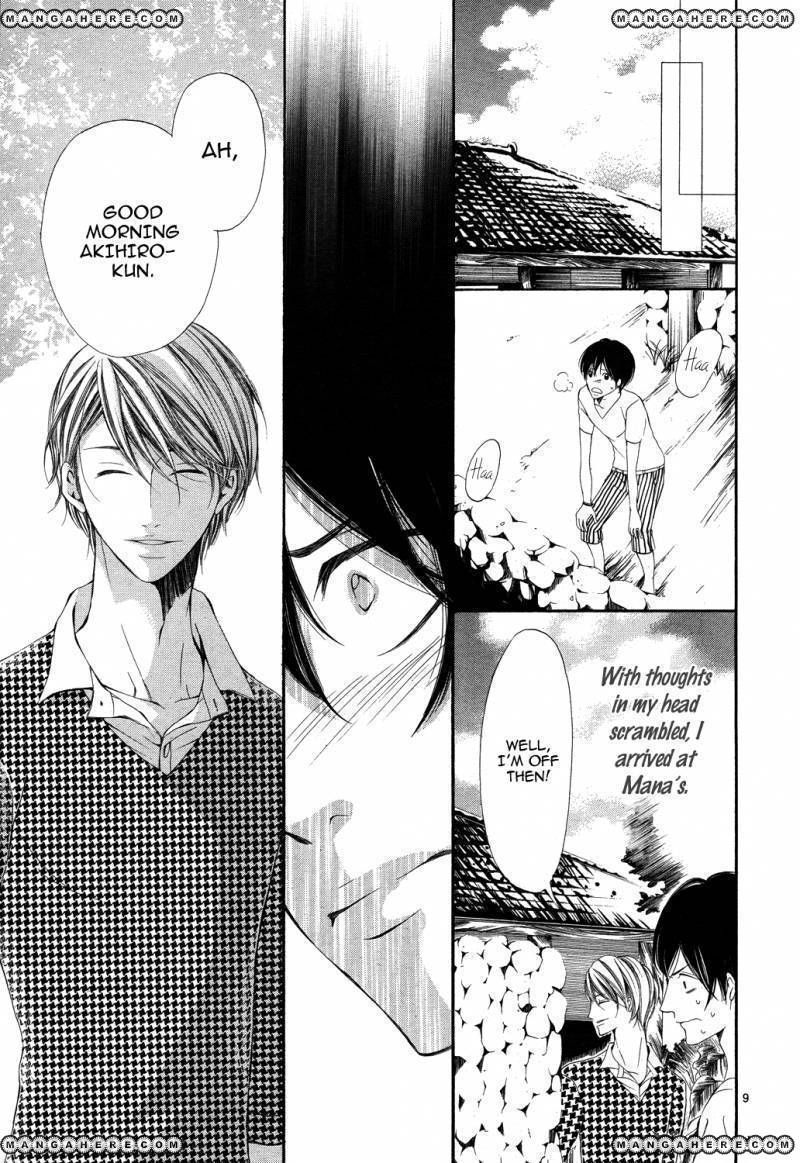 MANGAHERE.COM
MANGAHERE.COM
Haa
Haa
With thoughts
in my head
scrambled, I
arrived at
Mana's.
WELL,
I'M OFF
THEN!
AH,
GOOD
MORNING
AKIHIRO-
KUN.
9
MANGAHERE.COM
MANGAHERE.COM